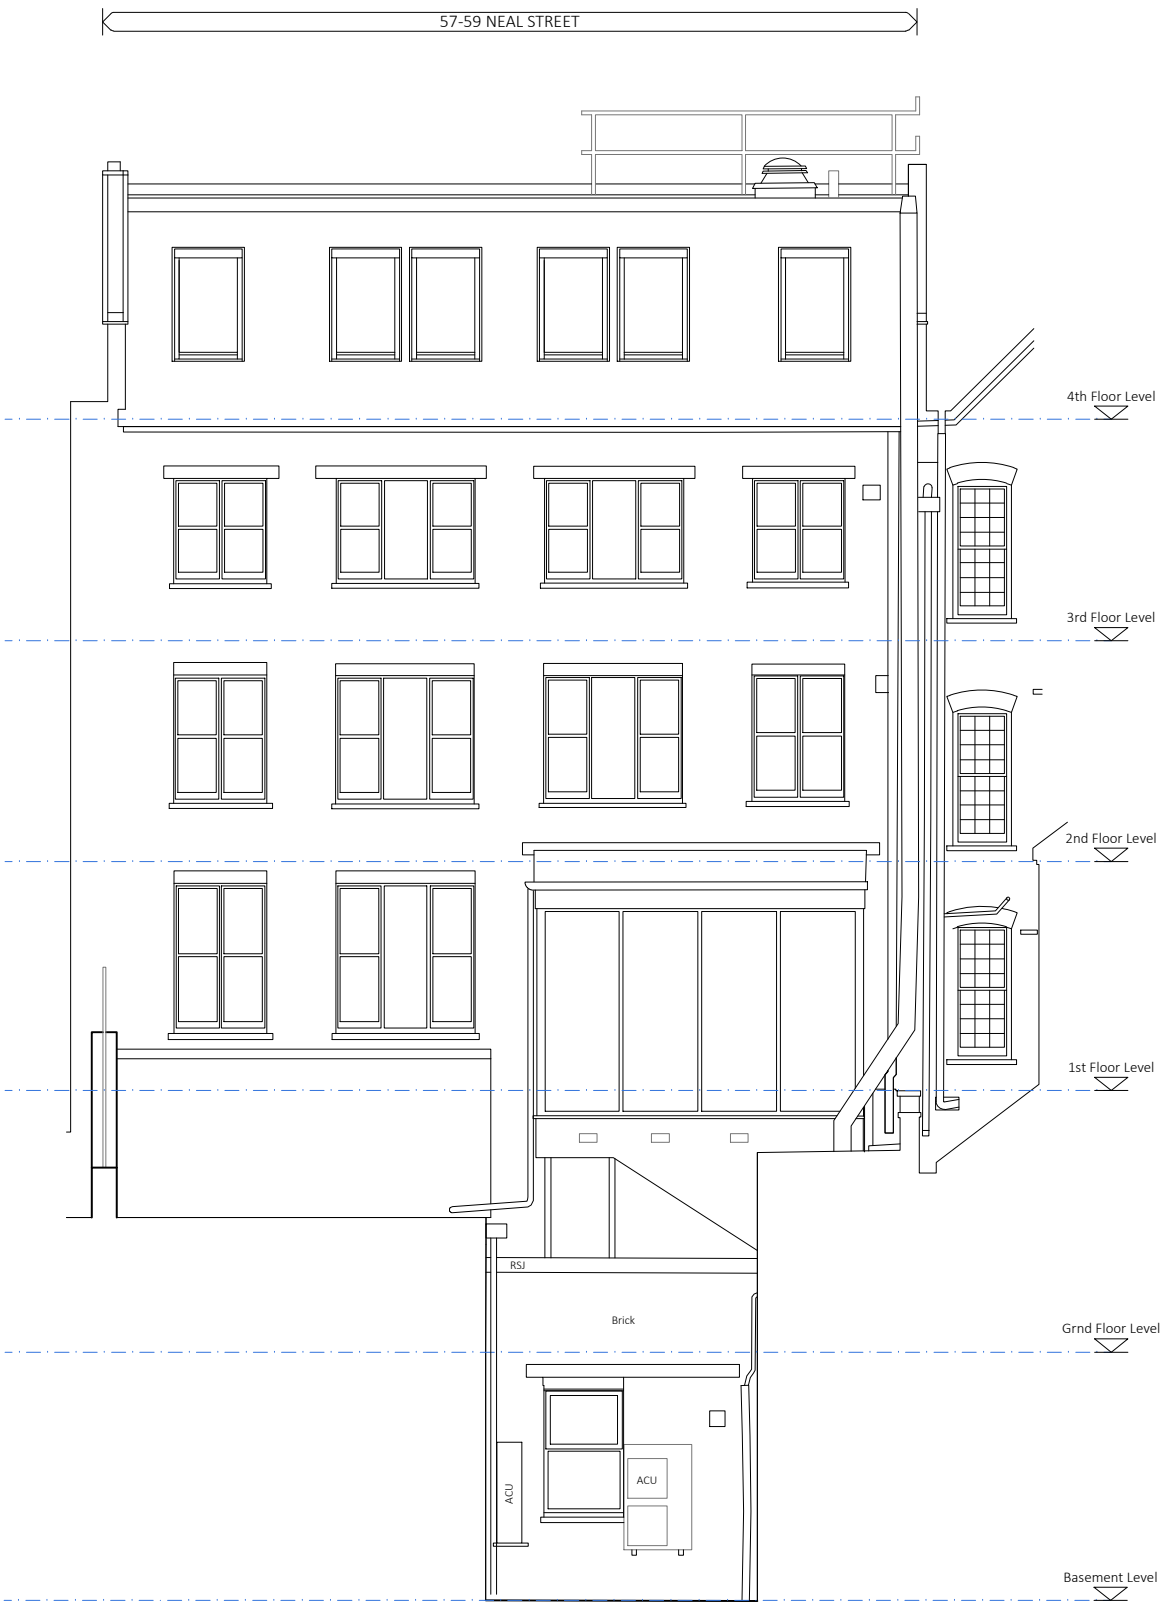 57-59 NEAL STREET
4th Floor Level
3rd Floor Level
2nd Floor Level
1st Floor Level
RSJ
Brick
Grnd Floor Level
ACU
ACU
Basement Level